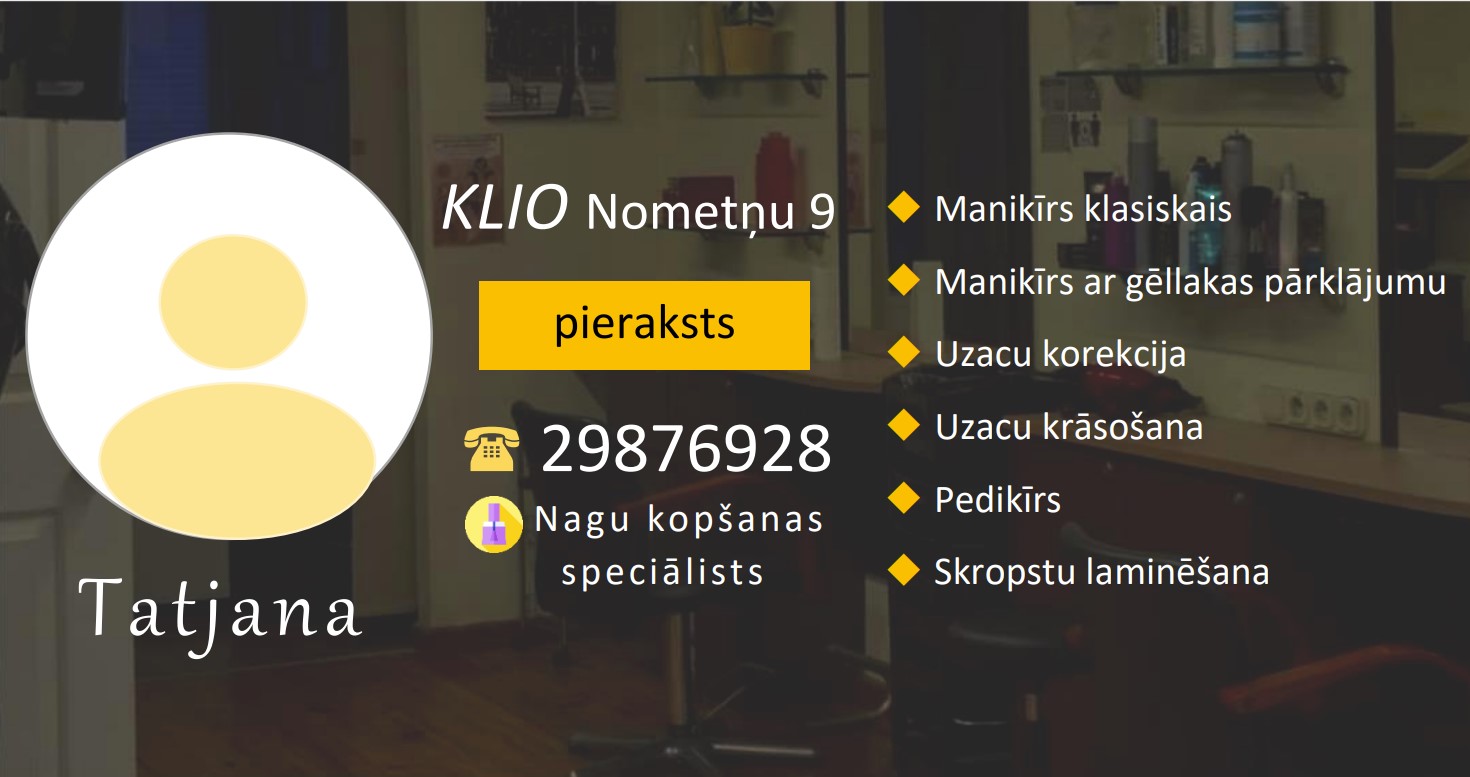 KLIO Nometņu 9
pieraksts
29876928
Nagu kopšanas
speciālists
Tatjana
Manikīrs klasiskais
Manikīrs ar gēllakas pārklājumu
Uzacu korekcija
Uzacu krāsošana
Pedikīrs
Skropstu laminēšana